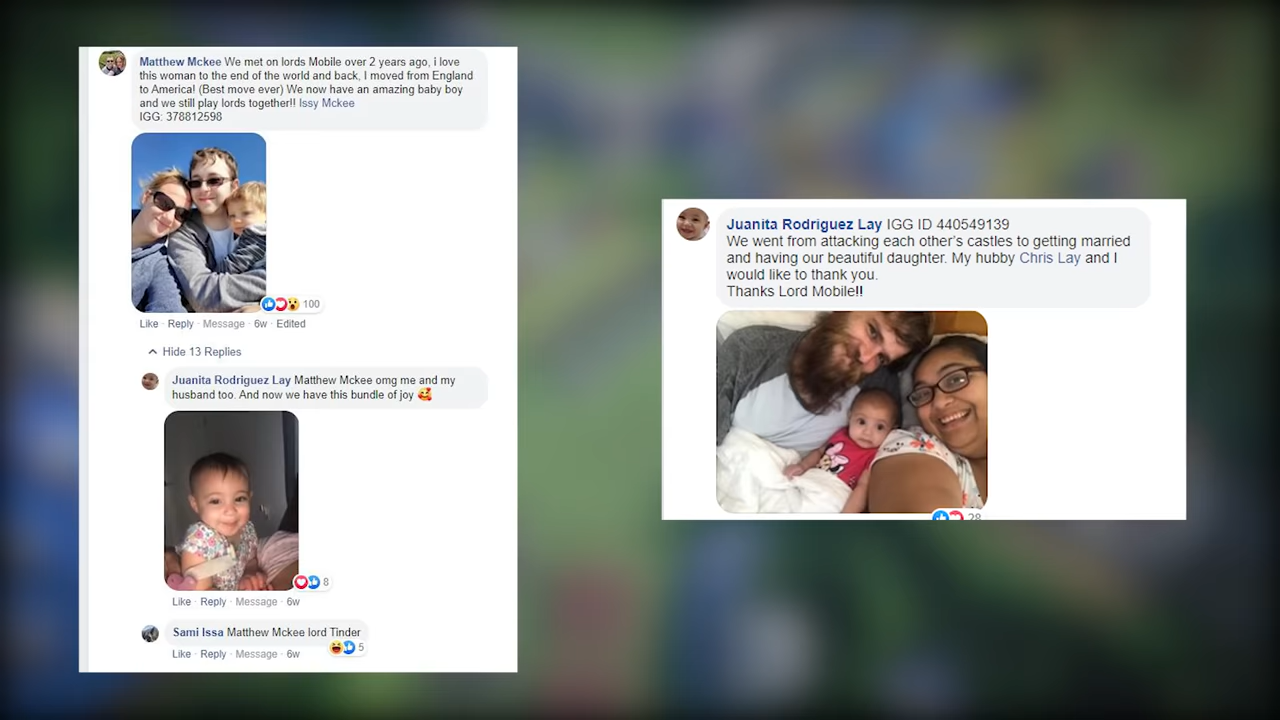 Matthew Mckee We met on lords Mobile over 2 years ago, i love
this woman to the end of the world and back, I moved from England
to America! (Best move ever) We now have an amazing baby boy
and we still play lords together!! Issy Mckee
IGG: 378812598
100
Like · Reply · Message · 6w · Edited
Hide 13 Replies
Juanita Rodriguez Lay Matthew Mckee omg me and my
husband too. And now we have this bundle of joy 🥰
8
Like · Reply · Message · 6w
Sami Issa Matthew Mckee lord Tinder
5
Like · Reply · Message · 6w
Juanita Rodriguez Lay IGG ID 440549139
We went from attacking each other's castles to getting married
and having our beautiful daughter. My hubby Chris Lay and I
would like to thank you.
Thanks Lord Mobile!!
28